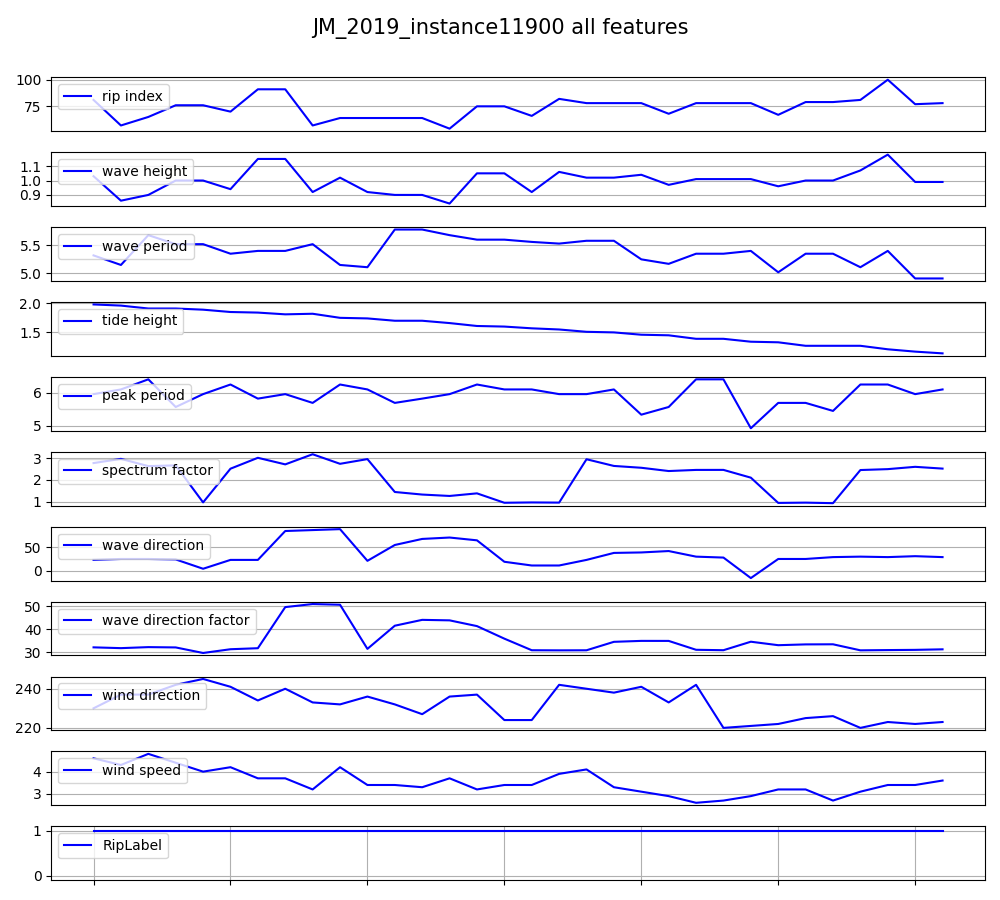 JM_2019_instance11900 all features
100
75
rip index
1.1
1.0
0.9
wave height
5.5
5.0
wave period
2.0
1.5
tide height
6
5
peak period
3
2
1
spectrum factor
50
0
wave direction
50
40
30
wave direction factor
240
220
wind direction
4
3
wind speed
1
0
RipLabel